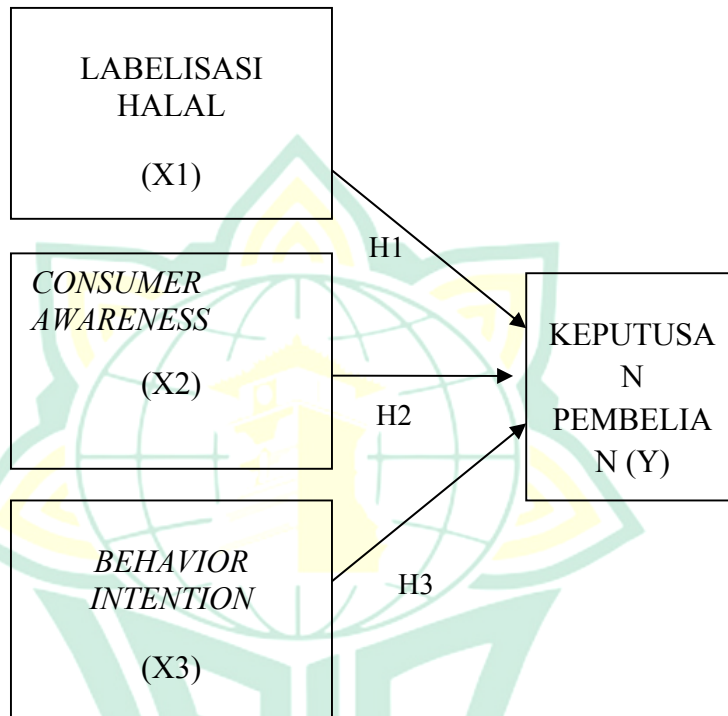 LABELISASI
HALAL
(X1)
H1
CONSUMER
AWARENESS
(X2)
H2
KEPUTUSA
N
PEMBELIA
N (Y)
BEHAVIOR
INTENTION
(X3)
H3